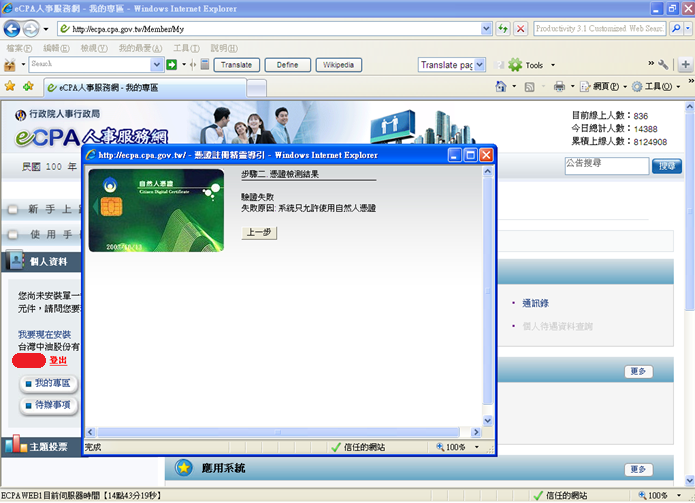 eCPA人事服務網 - 我的專區 - Windows Internet Explorer
http://ecpa.cpa.gov.tw/Member/My
Productivity 3.1 Customized Web Sear
檔案(F) 編輯(E) 檢視(V) 我的最愛(A) 工具(T) 說明(H)
Search Translate Define Wikipedia Translate pag Tools
eCPA人事服務網 - 我的專區
網頁(P) 工具(O)
行政院人事行政局
eCPA人事服務網
目前線上人數：836
今日總計人數：14388
累積上線人數：8124908
民國 100 年
公告搜尋 搜尋
http://ecpa.cpa.gov.tw/ - 憑證註冊精靈導引 - Windows Internet Explorer
自然人憑證
Citizen Digital Certificate
步驟二. 憑證檢測結果
驗證失敗
失敗原因: 系統只允許使用自然人憑證
上一步
新 手 上
使 用 手
個人資料
您尚未安裝單一
元件，請問您要
我要現在安裝
台灣中油股份有
登出
我的專區
待辦事項
通訊錄
個人待遇資料查詢
更多
完成 信任的網站 100%
主題投票
應用系統 更多
ECPAWEB1目前伺服器時間【14點43分19秒】 信任的網站 100%